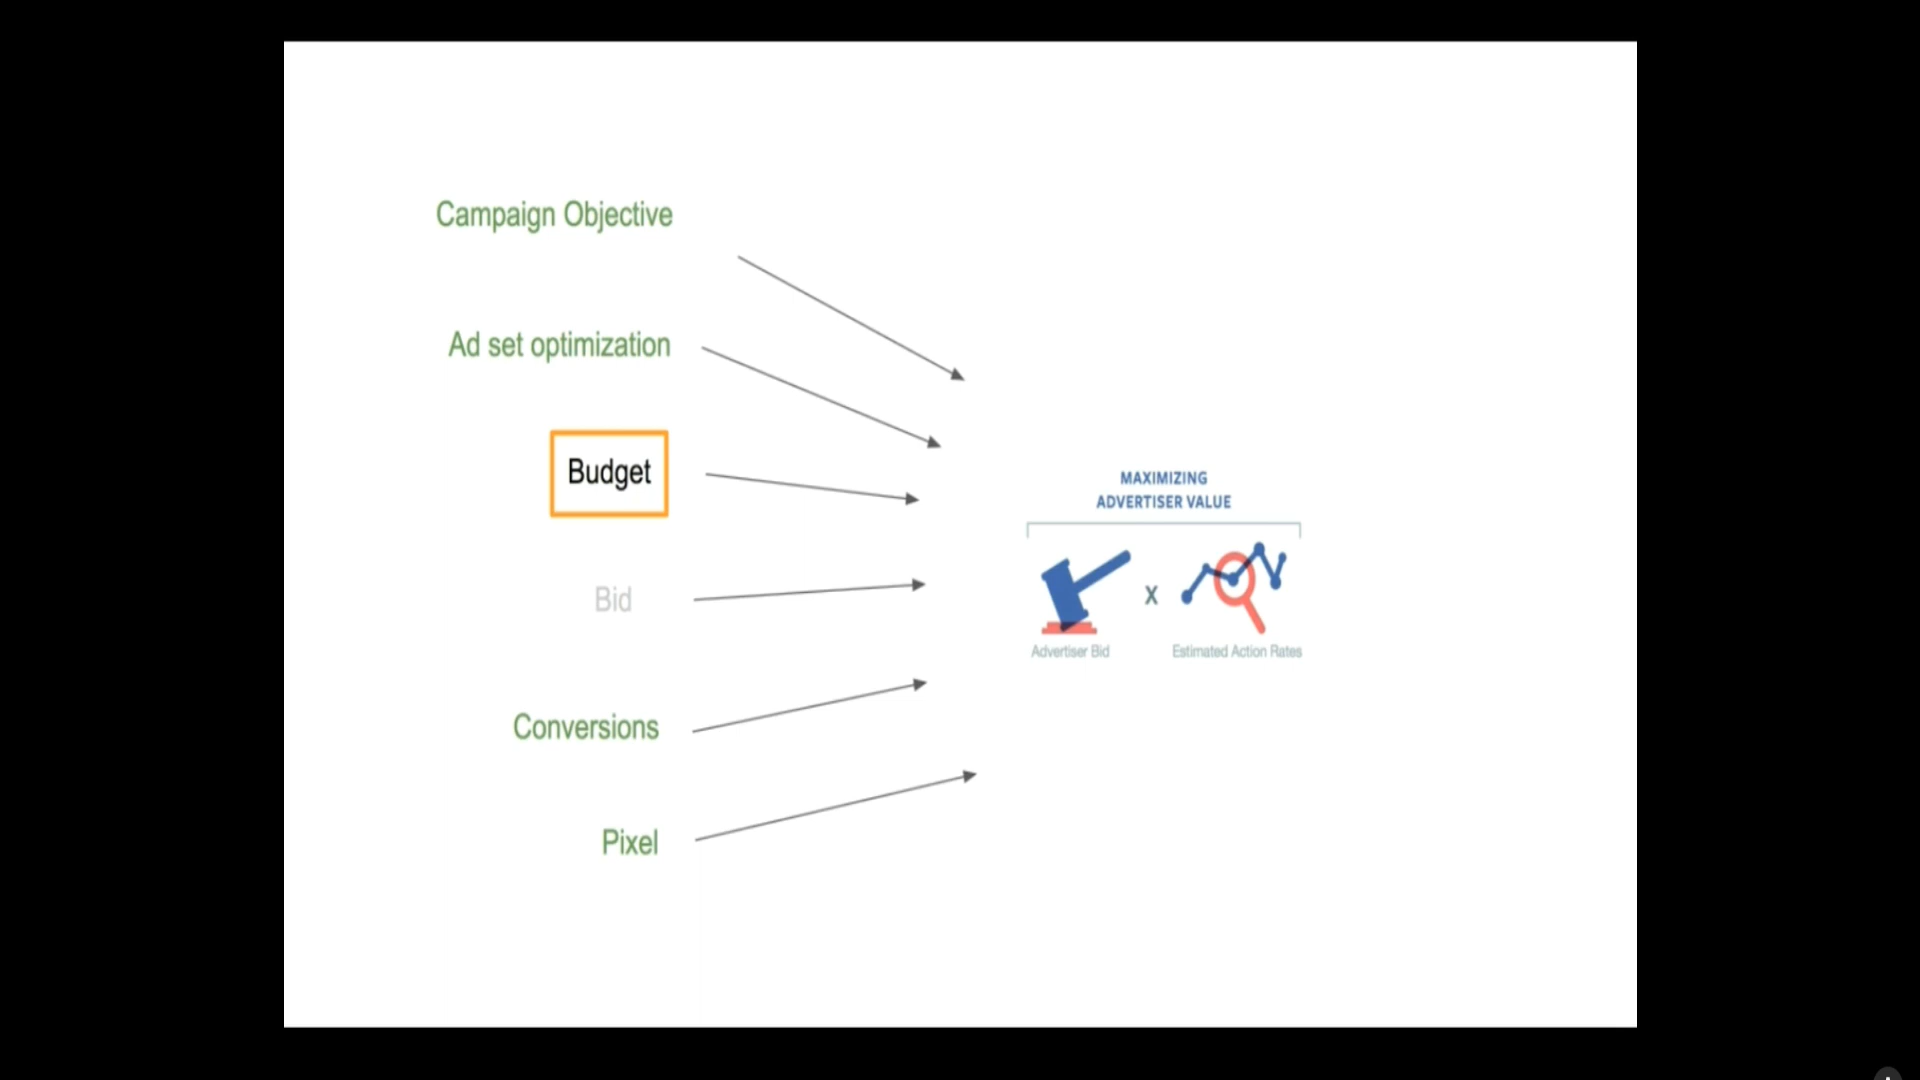 Campaign Objective
Ad set optimization
Budget
Bid
Conversions
Pixel
MAXIMIZING
ADVERTISER VALUE
X
Advertiser Bid
Estimated Action Rates